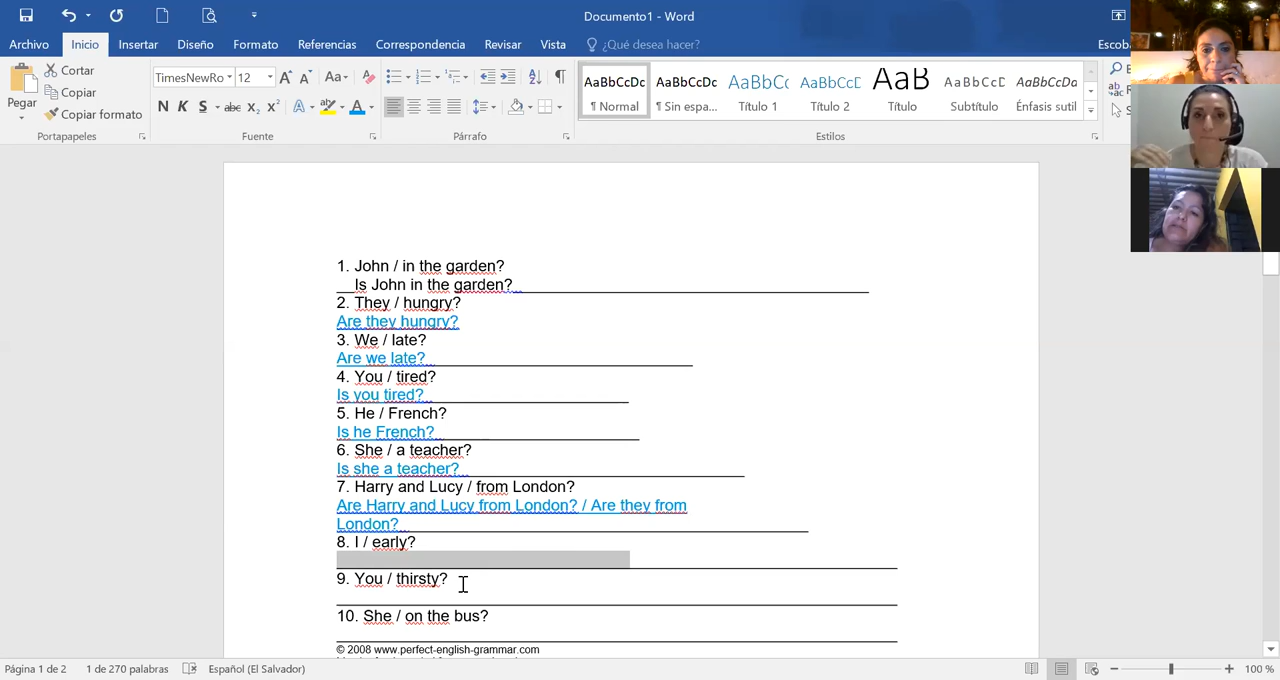 Documento1 - Word
Archivo Inicio Insertar Diseño Formato Referencias Correspondencia Revisar Vista ¿Qué desea hacer?
Pegar
Cortar
Copiar
Copiar formato
Portapapeles
TimesNewRo 12
N K S abc x₂ x²
Fuente
Párrafo
AaBbCcDc AaBbCcDc AaBbCc AaBbCcD AaB AaBbCcD AaBbCcDa
¶ Normal ¶ Sin espa... Título 1 Título 2 Título Subtítulo Énfasis sutil
Estilos
1. John / in the garden?
Is John in the garden?
2. They / hungry?
Are they hungry?
3. We / late?
Are we late?
4. You / tired?
Is you tired?
5. He / French?
Is he French?
6. She / a teacher?
Is she a teacher?
7. Harry and Lucy / from London?
Are Harry and Lucy from London? / Are they from
London?
8. I / early?
9. You / thirsty?
10. She / on the bus?
© 2008 www.perfect-english-grammar.com
Página 1 de 2 1 de 270 palabras Español (El Salvador) 100 %